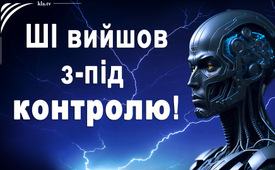 kla.tv
ШІ вийшов
з-під
контролю!